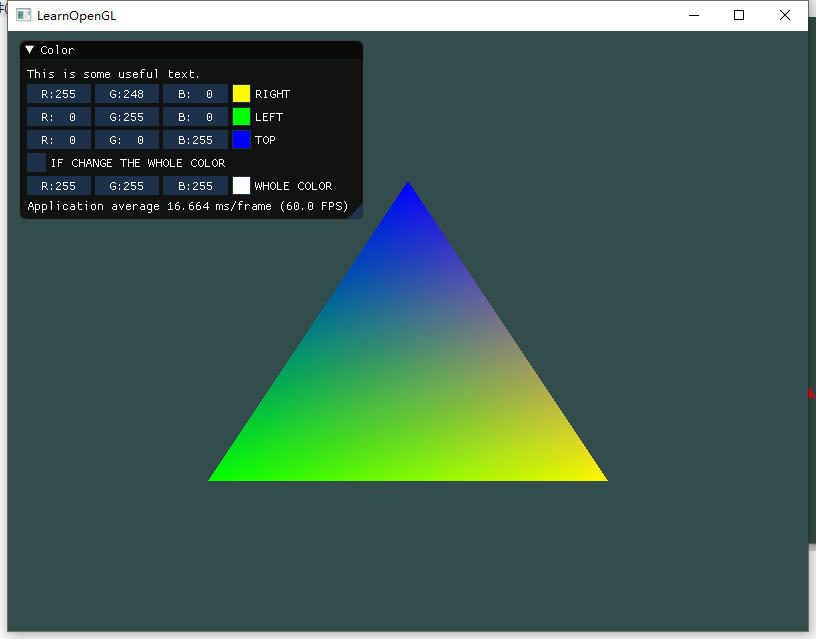 LearnOpenGL
Color
This is some useful text.
R:255 G:248 B: 0 RIGHT
R: 0 G:255 B: 0 LEFT
R: 0 G: 0 B:255 TOP
IF CHANGE THE WHOLE COLOR
R:255 G:255 B:255 WHOLE COLOR
Application average 16.664 ms/frame (60.0 FPS)